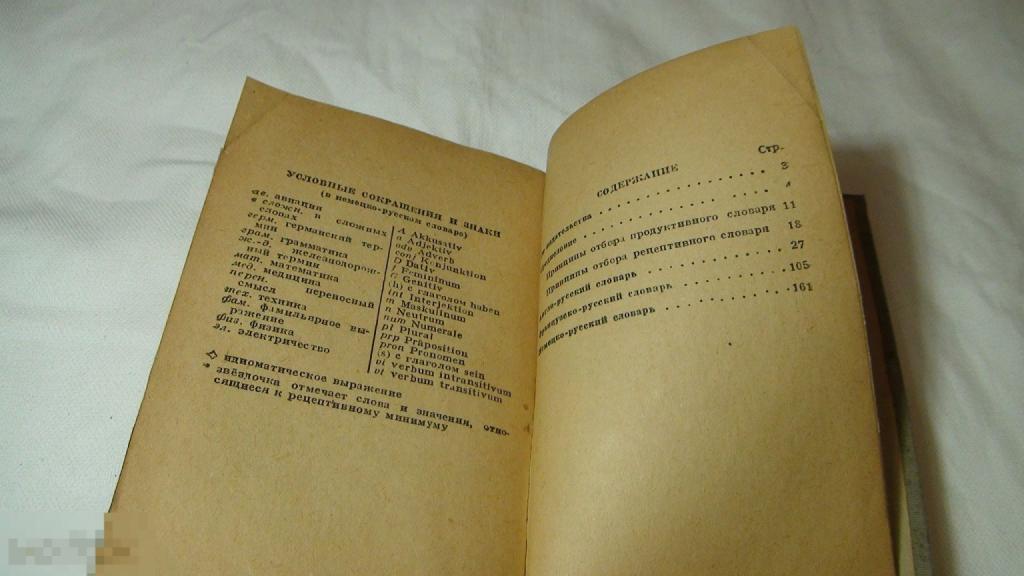 УСЛОВНЫЕ СОКРАЩЕНИЯ И ЗНАКИ
(в немецко-русском словаре)
ав. авиация
в сложн. в сложных
словах
герм. германский тер-
мин
грам. грамматика
ж.-д. железнодорож-
ный термин
мат. математика
мед. медицина
перен. переносный
смысл
тех. техника
фам. фамильярное вы-
ражение
физ. физика
эл. электричество
A Akkusativ
a Adjektiv
adv Adverb
conj Konjunktion
D Dativ
f Femininum
G Genitiv
(h) с глаголом haben
int Interjektion
m Maskulinum
n Neutrum
num Numerale
pl Plural
prp Präposition
pron Pronomen
(s) с глаголом sein
vi verbum intransitivum
vt verbum transitivum
◇ идиоматическое выражение
* звёздочка отмечает слова и значения, отно-
сящиеся к рецептивному минимуму
СОДЕРЖАНИЕ
Стр.
3
Принципы отбора продуктивного словаря 11
Принципы отбора рецептивного словаря 18
русский словарь 27
русский словарь 105
Немецко-русский словарь 161